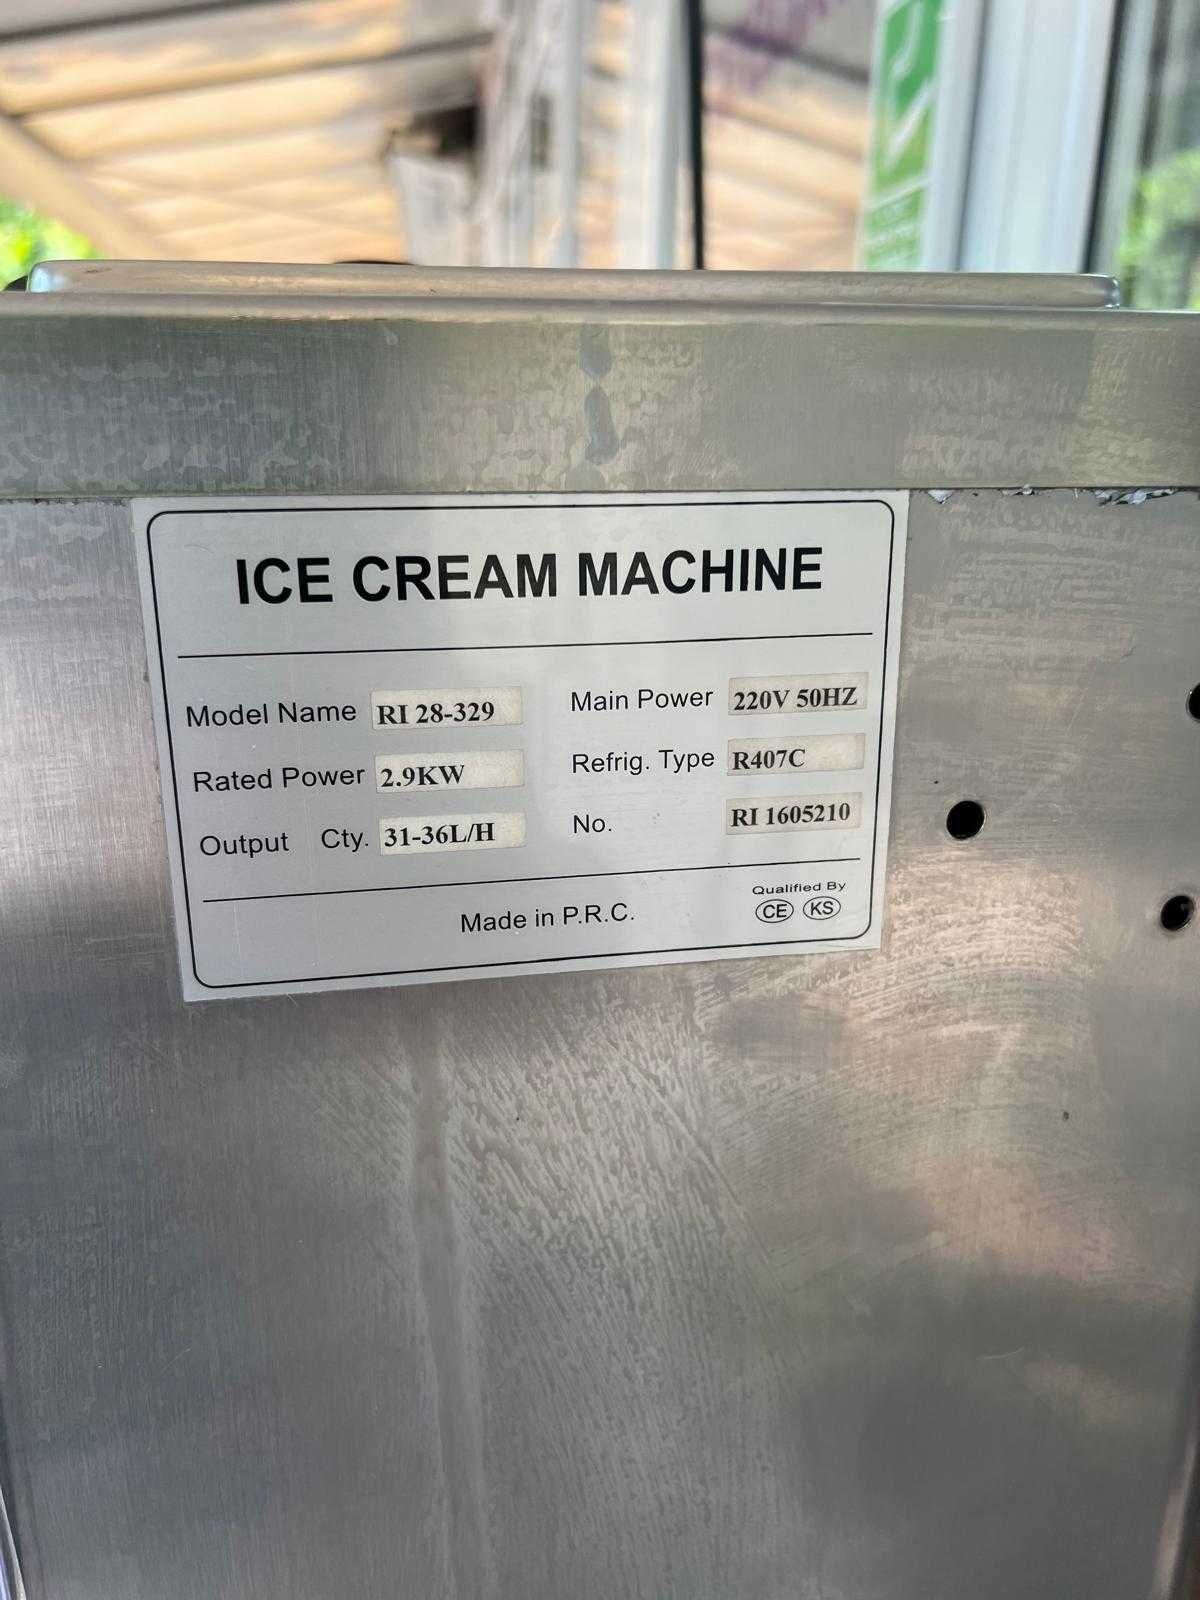 ICE CREAM MACHINE
Model Name RI 28-329 Main Power 220V 50HZ
Rated Power 2.9KW Refrig. Type R407C
Output Cty. 31-36L/H No. RI 1605210
Qualified By
Made in P.R.C. CE KS